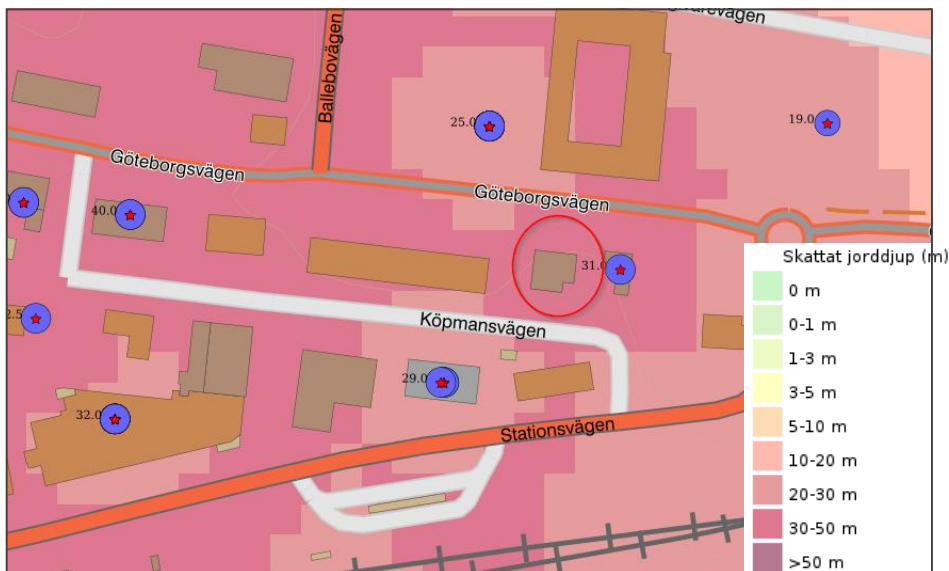 Ballebovägen
25.0
19.0
Göteborgsvägen
Göteborgsvägen
40.0
31.0
Köpmansvägen
29.0
32.0
Stationsvägen
Skattat jorddjup (m)
0 m
0-1 m
1-3 m
3-5 m
5-10 m
10-20 m
20-30 m
30-50 m
>50 m